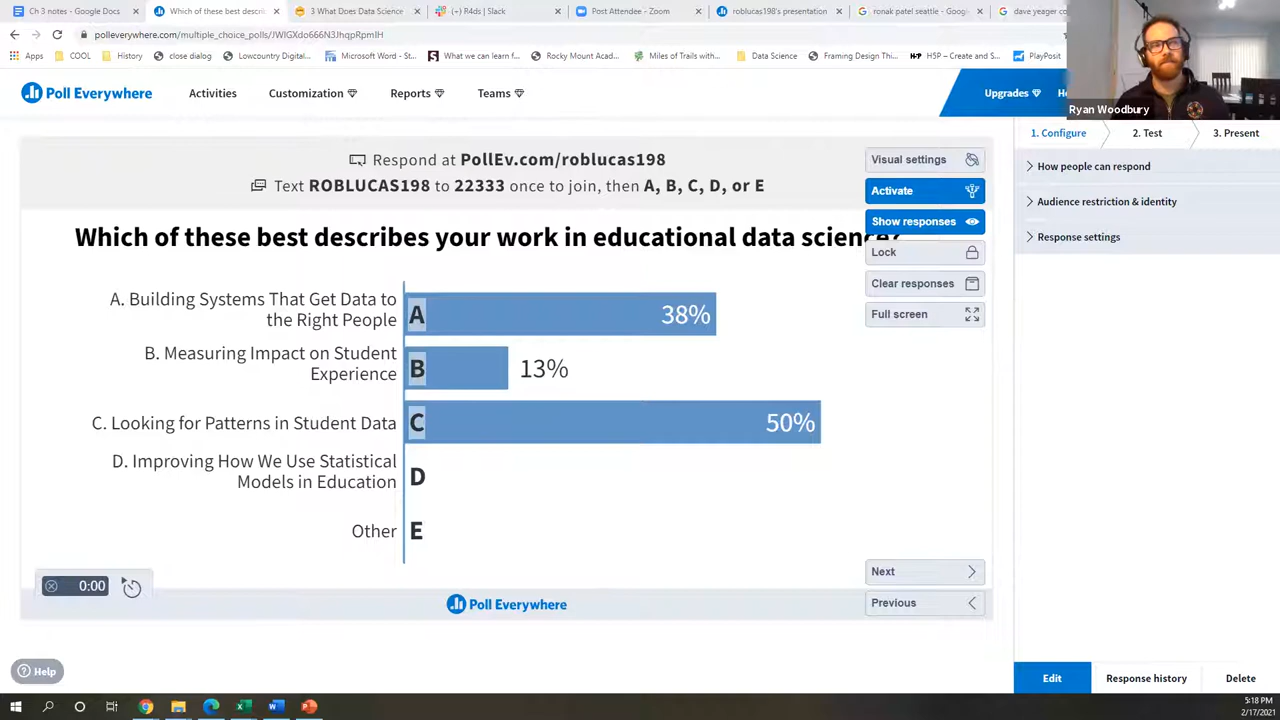 Ch 3 notes - Google Docs
Which of these best describ
3 What Does Data Science
(+) R4ds | Slack
Post Attendee - Zoom
roblucas198's presentation
ronak patel seattle - Goog
dave yeager co
polleverywhere.com/multiple_choice_polls/JWlGXdo666N3JhqpRpmIH
Apps
COOL
History
close dialog
Lowcountry Digital...
Microsoft Word - St...
What we can learn f...
Rocky Mount Acad...
Miles of Trails with...
Data Science
Framing Design Thi...
H5P – Create and S...
PlayPosit
Poll Everywhere
Activities
Customization
Reports
Teams
Upgrades
Ryan Woodbury
1. Configure
2. Test
3. Present
How people can respond
Audience restriction & identity
Response settings
Respond at PollEv.com/roblucas198
Text ROBLUCAS198 to 22333 once to join, then A, B, C, D, or E
Visual settings
Activate
Show responses
Lock
Clear responses
Full screen
Which of these best describes your work in educational data science?
A. Building Systems That Get Data to
the Right People
A
38%
B. Measuring Impact on Student
Experience
B
13%
C. Looking for Patterns in Student Data
C
50%
D. Improving How We Use Statistical
Models in Education
D
Other
E
0:00
Poll Everywhere
Next
Previous
Help
Edit
Response history
Delete
5:18 PM
2/17/2021